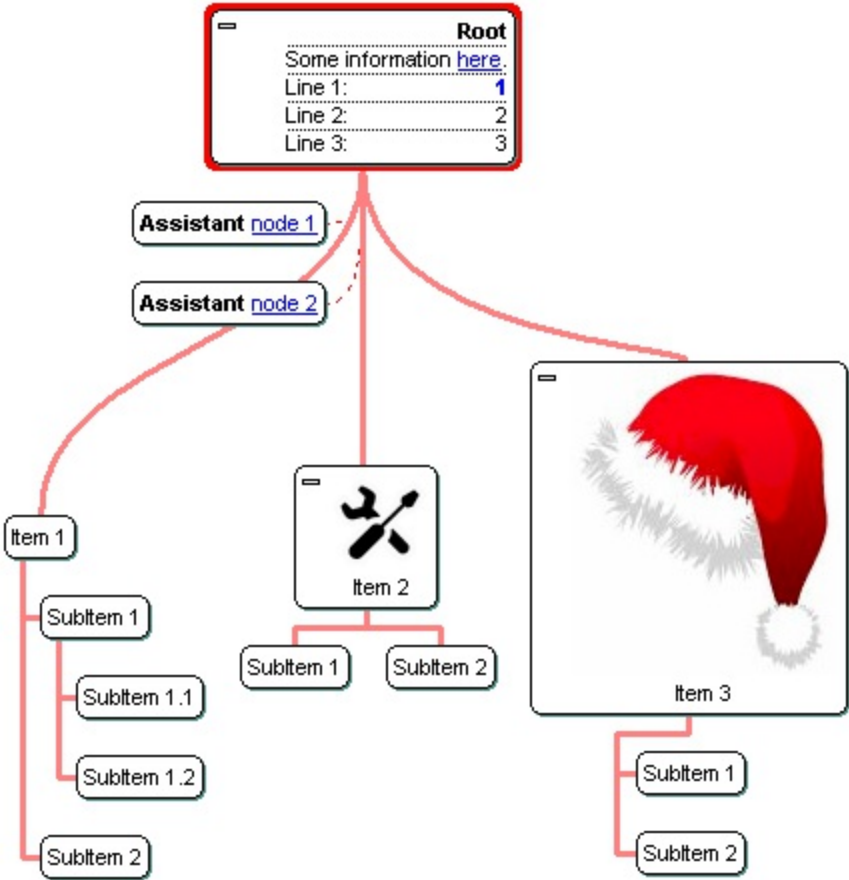 Root
Some information here.
Line 1: 1
Line 2: 2
Line 3: 3
Assistant node 1
Assistant node 2
Item 1
SubItem 1
SubItem 1.1
SubItem 1.2
SubItem 2
Item 2
SubItem 1
SubItem 2
Item 3
SubItem 1
SubItem 2